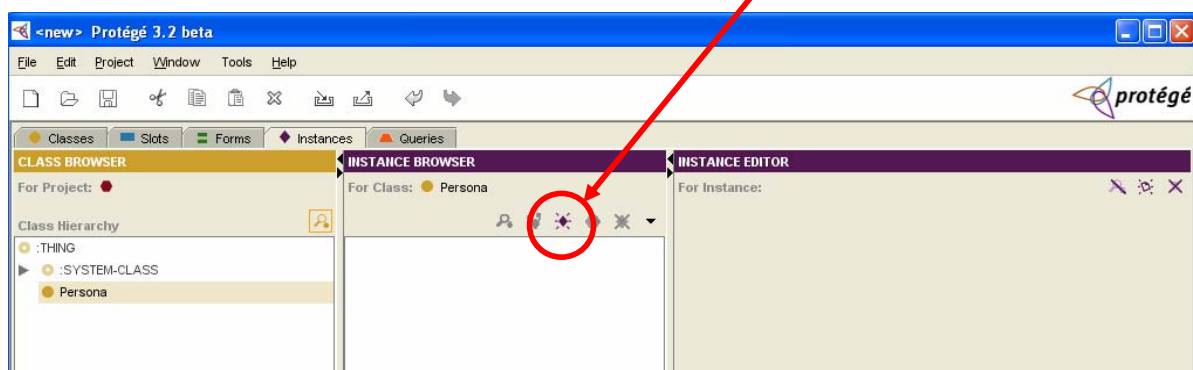 <new> Protégé 3.2 beta
File Edit Project Window Tools Help
protégé
Classes Slots Forms Instances Queries
CLASS BROWSER
INSTANCE BROWSER
INSTANCE EDITOR
For Project:
For Class: Persona
For Instance:
Class Hierarchy
:THING
:SYSTEM-CLASS
Persona